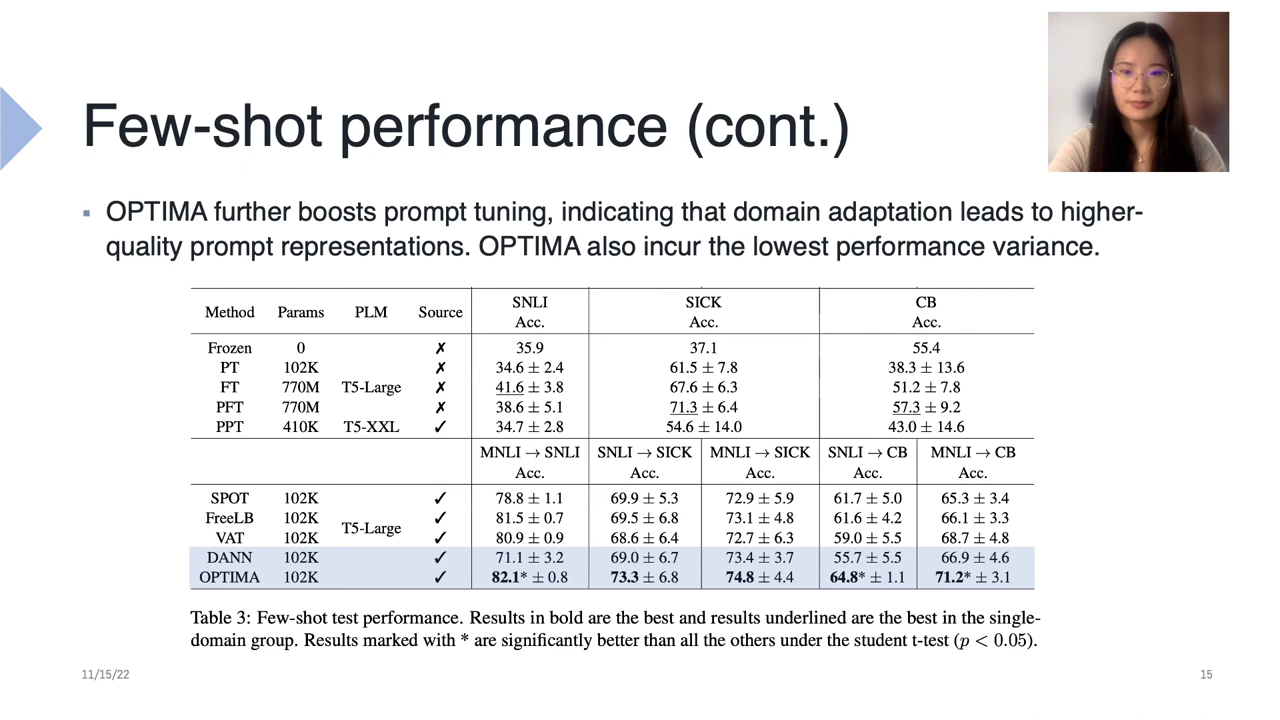 Few-shot performance (cont.)
▪ OPTIMA further boosts prompt tuning, indicating that domain adaptation leads to higher-
quality prompt representations. OPTIMA also incur the lowest performance variance.
Method Params PLM Source SNLI Acc. SICK Acc. CB Acc.
Frozen 0 ✗ 35.9 37.1 55.4
PT 102K ✗ 34.6 ± 2.4 61.5 ± 7.8 38.3 ± 13.6
FT 770M T5-Large ✗ 41.6 ± 3.8 67.6 ± 6.3 51.2 ± 7.8
PFT 770M ✗ 38.6 ± 5.1 71.3 ± 6.4 57.3 ± 9.2
PPT 410K T5-XXL ✓ 34.7 ± 2.8 54.6 ± 14.0 43.0 ± 14.6
MNLI → SNLI SNLI → SICK MNLI → SICK SNLI → CB MNLI → CB
Acc. Acc. Acc. Acc. Acc.
SPOT 102K ✓ 78.8 ± 1.1 69.9 ± 5.3 72.9 ± 5.9 61.7 ± 5.0 65.3 ± 3.4
FreeLB 102K T5-Large ✓ 81.5 ± 0.7 69.5 ± 6.8 73.1 ± 4.8 61.6 ± 4.2 66.1 ± 3.3
VAT 102K ✓ 80.9 ± 0.9 68.6 ± 6.4 72.7 ± 6.3 59.0 ± 5.5 68.7 ± 4.8
DANN 102K ✓ 71.1 ± 3.2 69.0 ± 6.7 73.4 ± 3.7 55.7 ± 5.5 66.9 ± 4.6
OPTIMA 102K ✓ 82.1* ± 0.8 73.3 ± 6.8 74.8 ± 4.4 64.8* ± 1.1 71.2* ± 3.1
Table 3: Few-shot test performance. Results in bold are the best and results underlined are the best in the single-
domain group. Results marked with * are significantly better than all the others under the student t-test (p < 0.05).
11/15/22
15